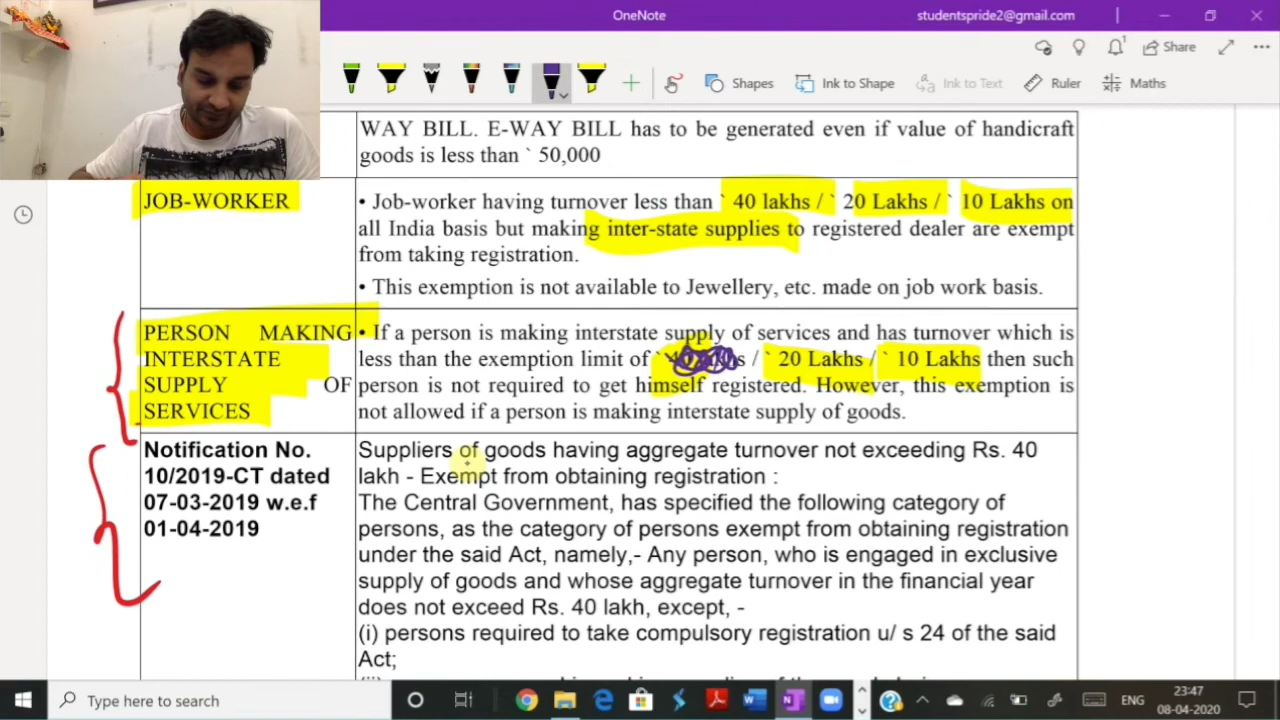 OneNote
studentspride2@gmail.com
1
Share
Shapes
Ink to Shape
Ink to Text
Ruler
Maths
WAY BILL. E-WAY BILL has to be generated even if value of handicraft
goods is less than ` 50,000
JOB-WORKER
• Job-worker having turnover less than ` 40 lakhs / ` 20 Lakhs / ` 10 Lakhs on
all India basis but making inter-state supplies to registered dealer are exempt
from taking registration.
• This exemption is not available to Jewellery, etc. made on job work basis.
PERSON MAKING
INTERSTATE
SUPPLY OF
SERVICES
• If a person is making interstate supply of services and has turnover which is
less than the exemption limit of ` / ` 20 Lakhs / ` 10 Lakhs then such
person is not required to get himself registered. However, this exemption is
not allowed if a person is making interstate supply of goods.
Notification No.
10/2019-CT dated
07-03-2019 w.e.f
01-04-2019
Suppliers of goods having aggregate turnover not exceeding Rs. 40
lakh - Exempt from obtaining registration :
The Central Government, has specified the following category of
persons, as the category of persons exempt from obtaining registration
under the said Act, namely,- Any person, who is engaged in exclusive
supply of goods and whose aggregate turnover in the financial year
does not exceed Rs. 40 lakh, except, -
(i) persons required to take compulsory registration u/ s 24 of the said
Act;
Type here to search
ENG
23:47
08-04-2020